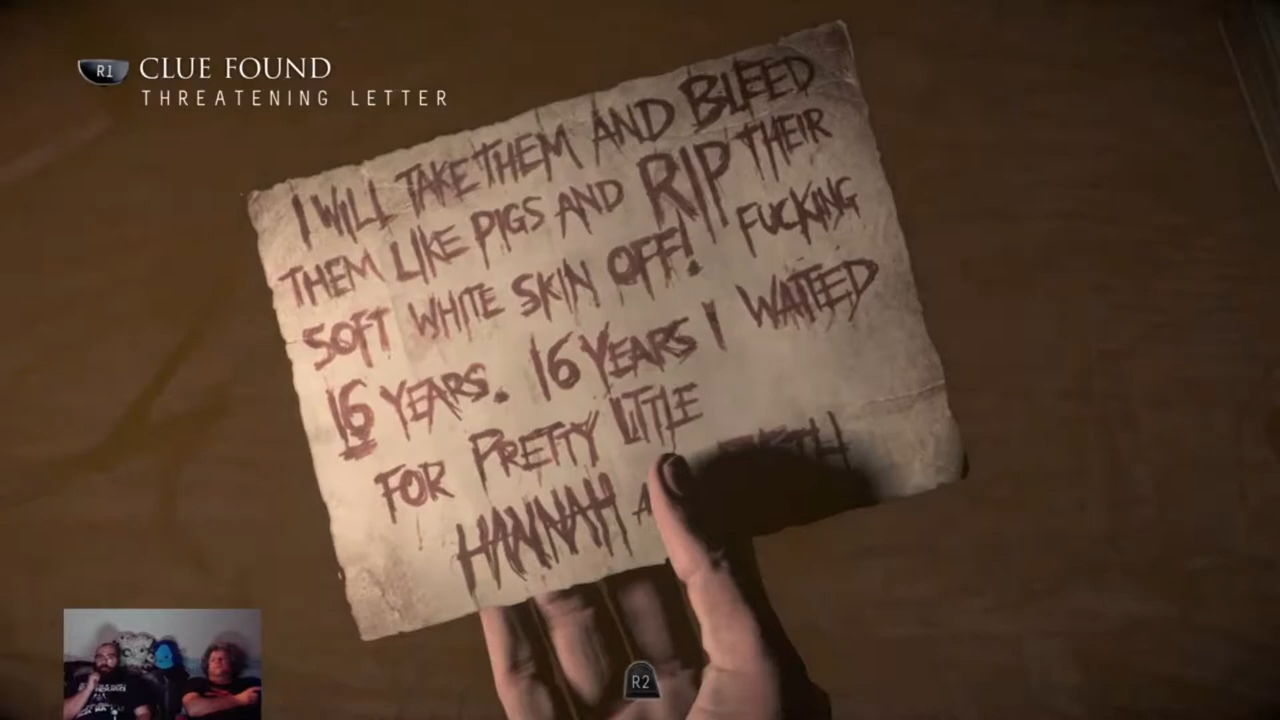 R1 CLUE FOUND
THREATENING LETTER
I WILL TAKE THEM AND BLEED
THEM LIKE PIGS AND RIP THEIR
SOFT WHITE SKIN OFF! FUCKING
16 YEARS. 16 YEARS I WAITED
FOR PRETTY LITTLE
HANNAH
R2